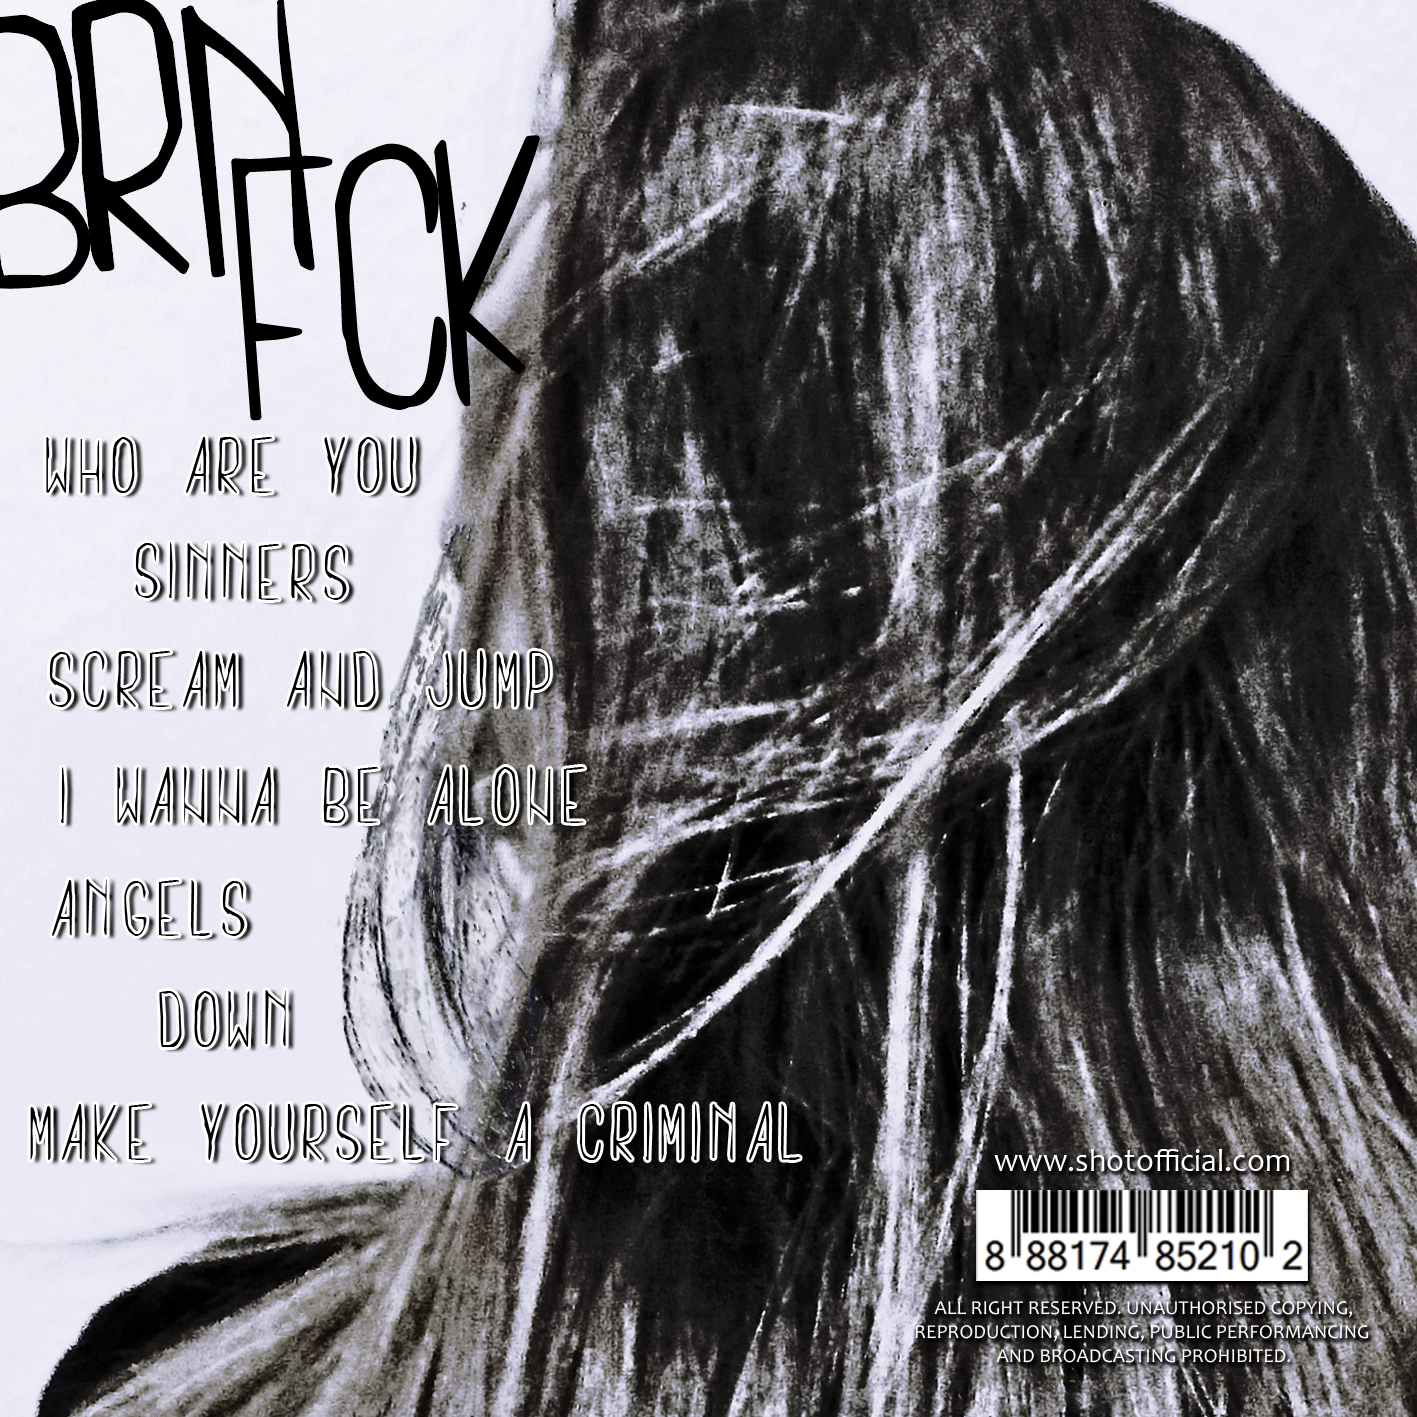 BRN
FCK
WHO ARE YOU
SINNERS
SCREAM AND JUMP
I WANNA BE ALONE
ANGELS
DOWN
MAKE YOURSELF A CRIMINAL
www.shotofficial.com
8 88174 85210 2
ALL RIGHT RESERVED. UNAUTHORISED COPYING,
REPRODUCTION, LENDING, PUBLIC PERFORMANCING
AND BROADCASTING PROHIBITED.